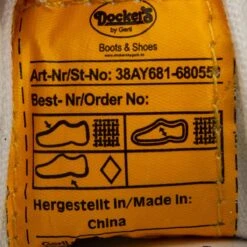 Dockers
by Gerli
Boots & Shoes
Art-Nr/St-No: 38AY681-680550
Best- Nr/Order No:
Hergestellt in/Made in:
China